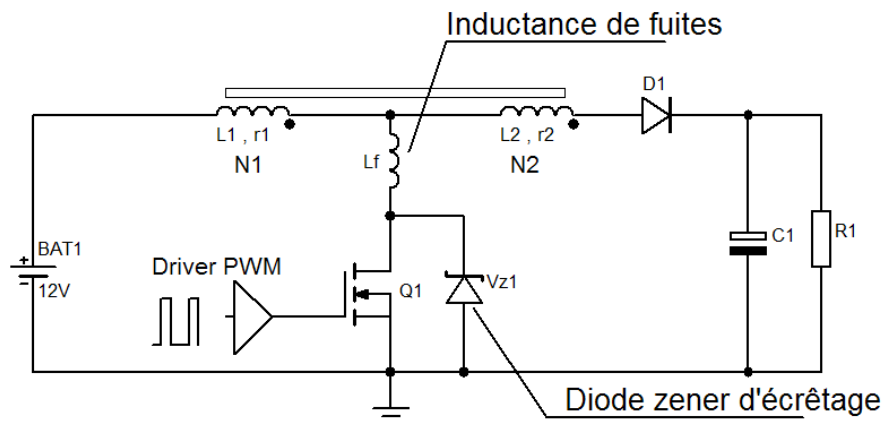 Inductance de fuites
D1
L1 , r1
L2 , r2
N1
Lf
N2
BAT1
+
-
12V
Driver PWM
Q1
Vz1
C1
R1
Diode zener d'écrêtage